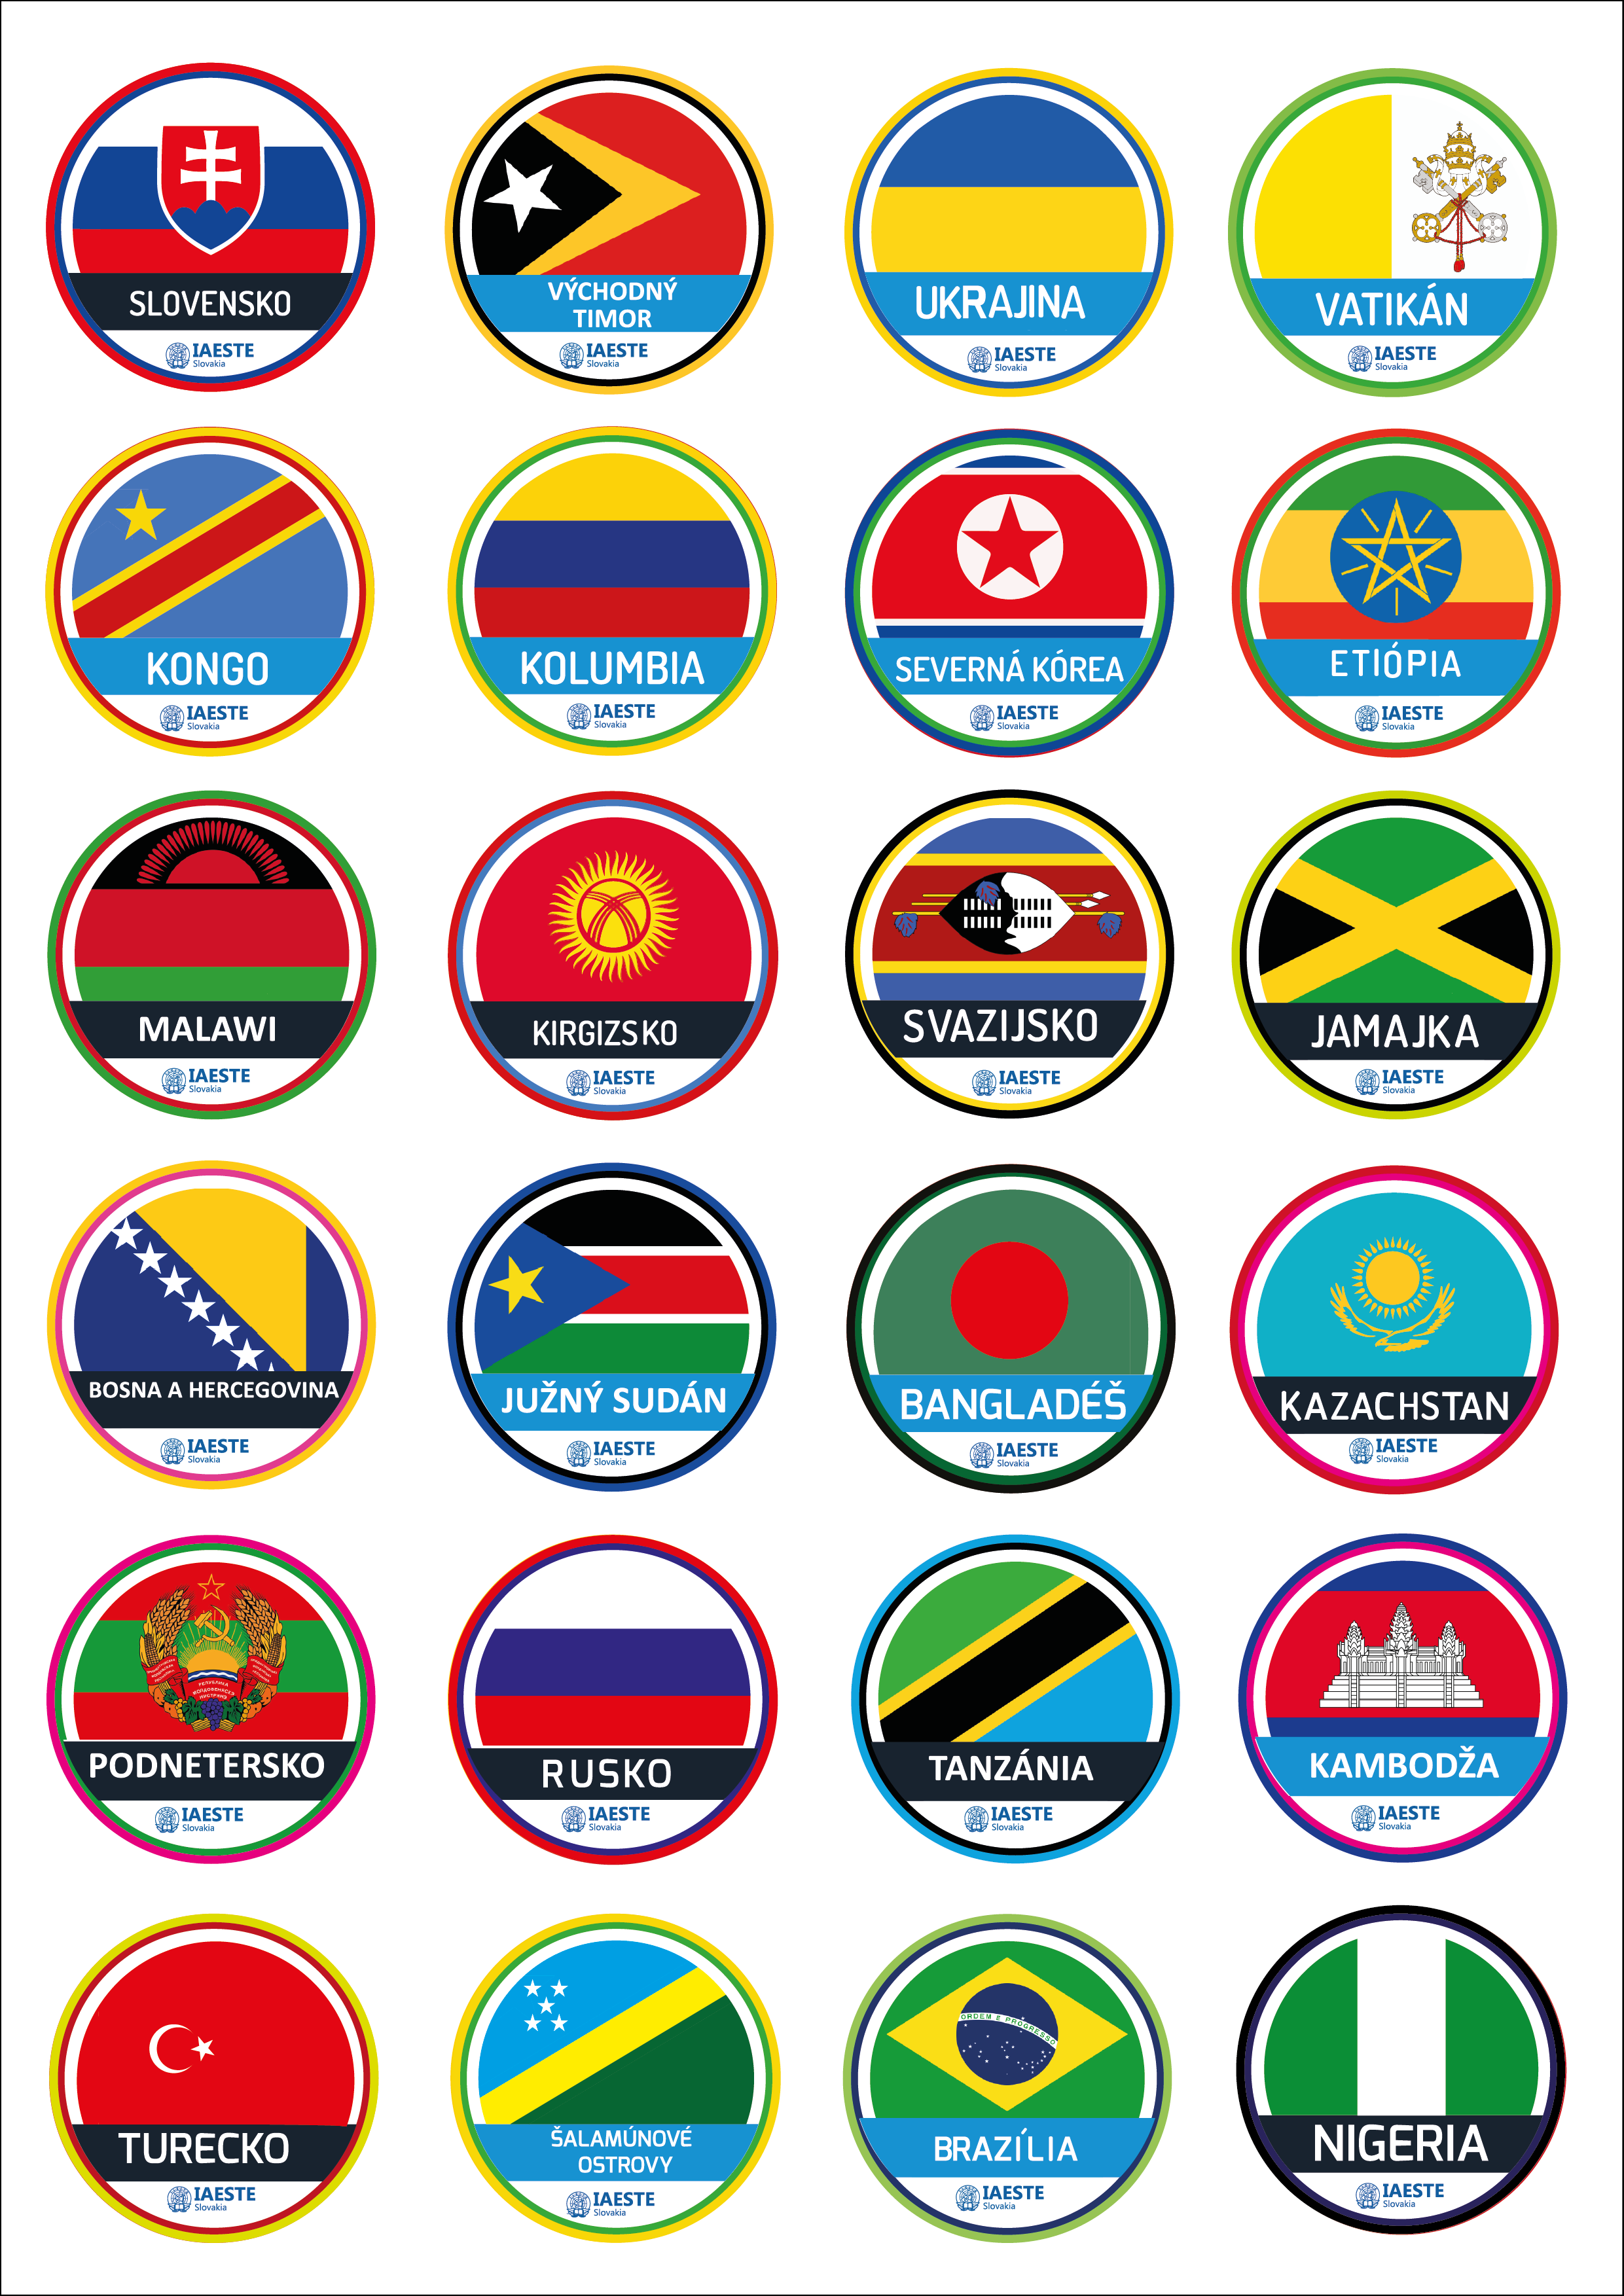 SLOVENSKO
IAESTE
Slovakia
VÝCHODNÝ
TIMOR
IAESTE
Slovakia
UKRAJINA
IAESTE
Slovakia
VATIKÁN
IAESTE
Slovakia
KONGO
IAESTE
Slovakia
KOLUMBIA
IAESTE
Slovakia
SEVERNÁ KÓREA
IAESTE
Slovakia
ETIÓPIA
IAESTE
Slovakia
MALAWI
IAESTE
Slovakia
KIRGIZSKO
IAESTE
Slovakia
SVAZIJSKO
IAESTE
Slovakia
JAMAJKA
IAESTE
Slovakia
BOSNA A HERCEGOVINA
IAESTE
Slovakia
JUŽNÝ SUDÁN
IAESTE
Slovakia
BANGLADÉŠ
IAESTE
Slovakia
KAZACHSTAN
IAESTE
Slovakia
PODNETERSKO
IAESTE
Slovakia
RUSKO
IAESTE
Slovakia
TANZÁNIA
IAESTE
Slovakia
KAMBODŽA
IAESTE
Slovakia
TURECKO
IAESTE
Slovakia
ŠALAMÚNOVÉ
OSTROVY
IAESTE
Slovakia
ORDEM E PROGRESSO
BRAZÍLIA
IAESTE
Slovakia
NIGERIA
IAESTE
Slovakia